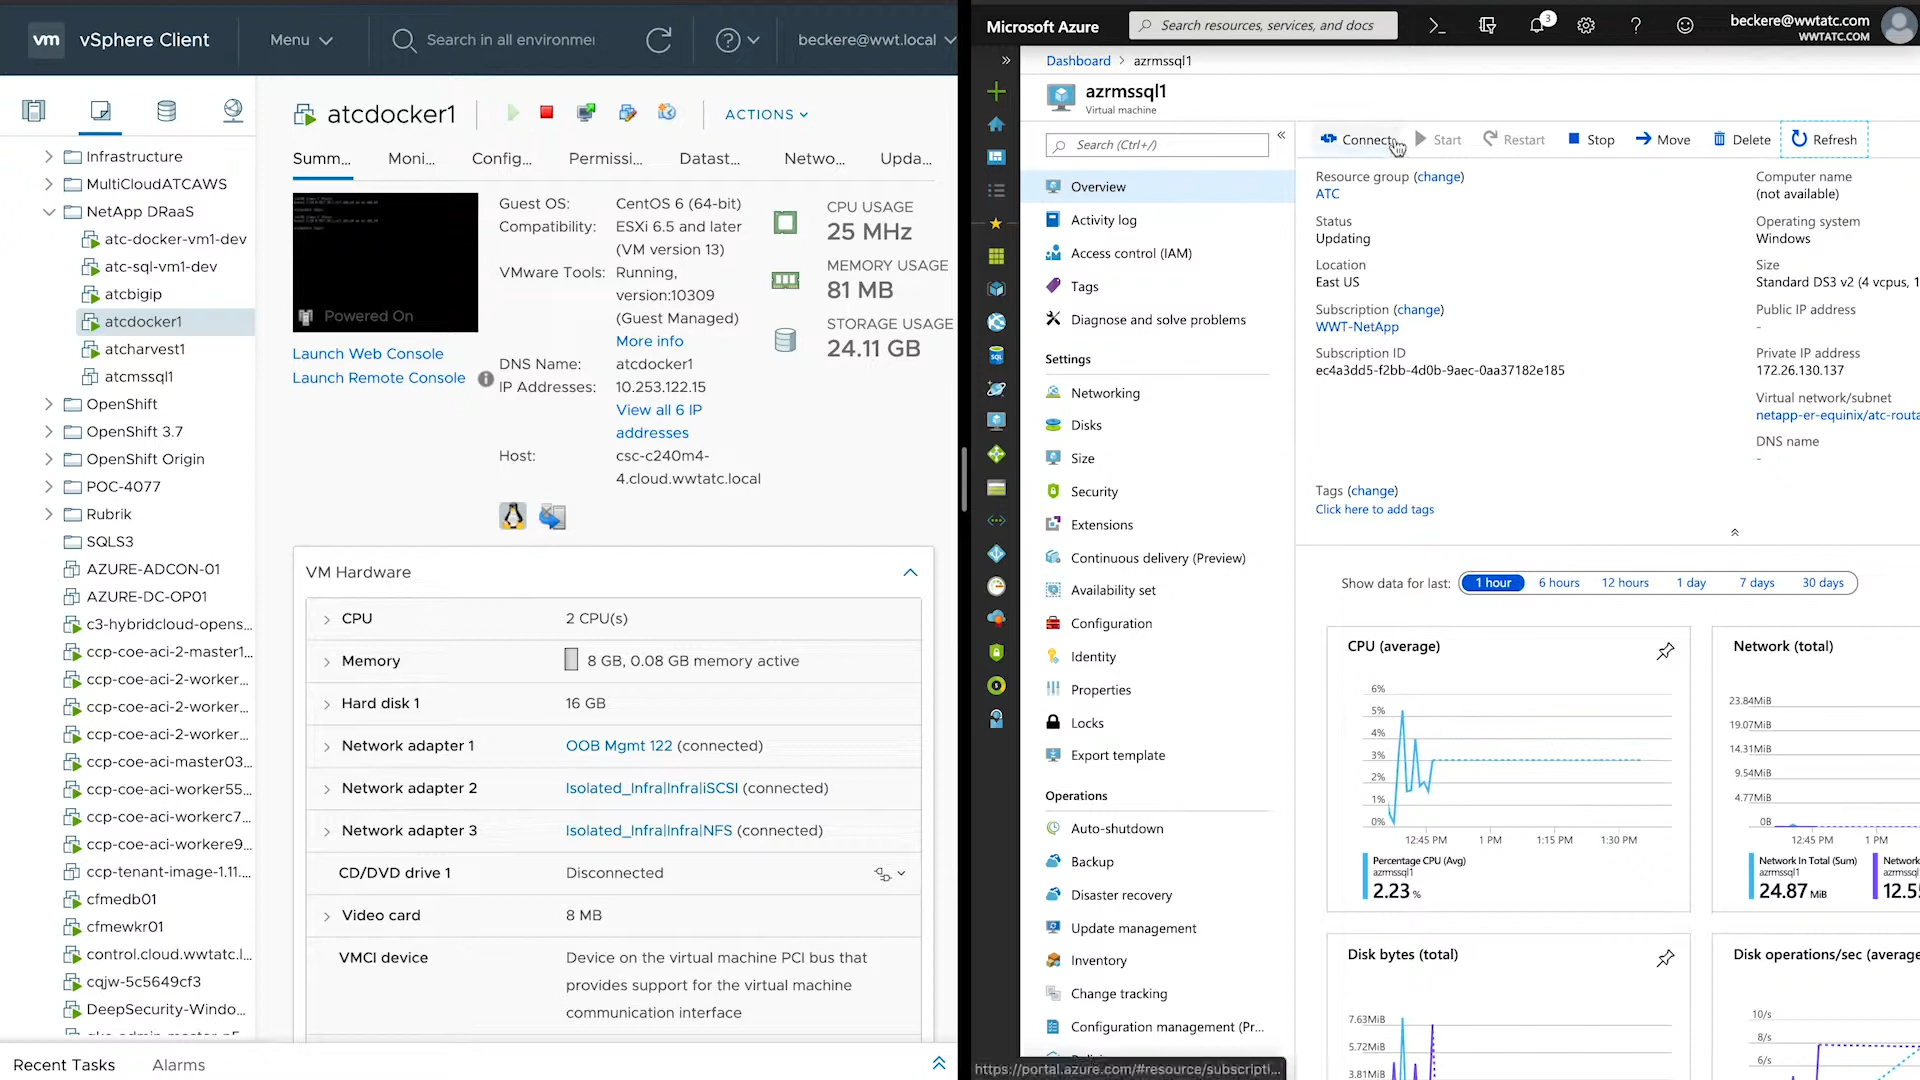 vm vSphere Client
Menu
Search in all environmen
beckere@wwt.local
Infrastructure
MultiCloudATCAWS
NetApp DRaaS
atc-docker-vm1-dev
atc-sql-vm1-dev
atcbigip
atcdocker1
atcharvest1
atcmssql1
OpenShift
OpenShift 3.7
OpenShift Origin
POC-4077
Rubrik
SQLS3
AZURE-ADCON-01
AZURE-DC-OP01
c3-hybridcloud-opens...
ccp-coe-aci-2-master1...
ccp-coe-aci-2-worker...
ccp-coe-aci-2-worker...
ccp-coe-aci-2-worker...
ccp-coe-aci-master03...
ccp-coe-aci-worker55...
ccp-coe-aci-workerc7...
ccp-coe-aci-workere9...
ccp-tenant-image-1.11....
cfmedb01
cfmewkr01
control.cloud.wwtatc.l...
cqjw-5c5649cf3
DeepSecurity-Windo...
Recent Tasks
Alarms
atcdocker1
ACTIONS
Summ...
Moni...
Config...
Permissi...
Datast...
Netwo...
Upda...
Powered On
Launch Web Console
Launch Remote Console
Guest OS: CentOS 6 (64-bit)
Compatibility: ESXi 6.5 and later
(VM version 13)
VMware Tools: Running,
version:10309
(Guest Managed)
More info
DNS Name: atcdocker1
IP Addresses: 10.253.122.15
View all 6 IP
addresses
Host: csc-c240m4-
4.cloud.wwtatc.local
CPU USAGE
25 MHz
MEMORY USAGE
81 MB
STORAGE USAGE
24.11 GB
VM Hardware
CPU 2 CPU(s)
Memory 8 GB, 0.08 GB memory active
Hard disk 1 16 GB
Network adapter 1 OOB Mgmt 122 (connected)
Network adapter 2 Isolated_Infra|Infra|iSCSI (connected)
Network adapter 3 Isolated_Infra|Infra|NFS (connected)
CD/DVD drive 1 Disconnected
Video card 8 MB
VMCI device Device on the virtual machine PCI bus that
provides support for the virtual machine
communication interface
Microsoft Azure
Search resources, services, and docs
3
beckere@wwtatc.com
WWTATC.COM
Dashboard > azrmssql1
azrmssql1
Virtual machine
Search (Ctrl+/)
Overview
Activity log
Access control (IAM)
Tags
Diagnose and solve problems
Settings
Networking
Disks
Size
Security
Extensions
Continuous delivery (Preview)
Availability set
Configuration
Identity
Properties
Locks
Export template
Operations
Auto-shutdown
Backup
Disaster recovery
Update management
Inventory
Change tracking
Configuration management (Pr...
https://portal.azure.com/#resource/subscripti...
SQL
Connect
Start
Restart
Stop
Move
Delete
Refresh
Resource group (change)
ATC
Status
Updating
Location
East US
Subscription (change)
WWT-NetApp
Subscription ID
ec4a3dd5-f2bb-4d0b-9aec-0aa37182e185
Tags (change)
Click here to add tags
Computer name
(not available)
Operating system
Windows
Size
Standard DS3 v2 (4 vcpus, 1
Public IP address
-
Private IP address
172.26.130.137
Virtual network/subnet
netapp-er-equinix/atc-routa
DNS name
-
Show data for last:
1 hour
6 hours
12 hours
1 day
7 days
30 days
CPU (average)
6%
5%
4%
3%
2%
1%
0%
12:45 PM
1 PM
1:15 PM
1:30 PM
Percentage CPU (Avg)
azrmssql1
2.23 %
Network (total)
23.84MiB
19.07MiB
14.31MiB
9.54MiB
4.77MiB
0B
12:45 PM
1 PM
Network In Total (Sum)
azrmssql1
24.87 MiB
Network
azrmssql
12.5
Disk bytes (total)
7.63MiB
5.72MiB
3.81MiB
Disk operations/sec (average
10/s
8/s
6/s